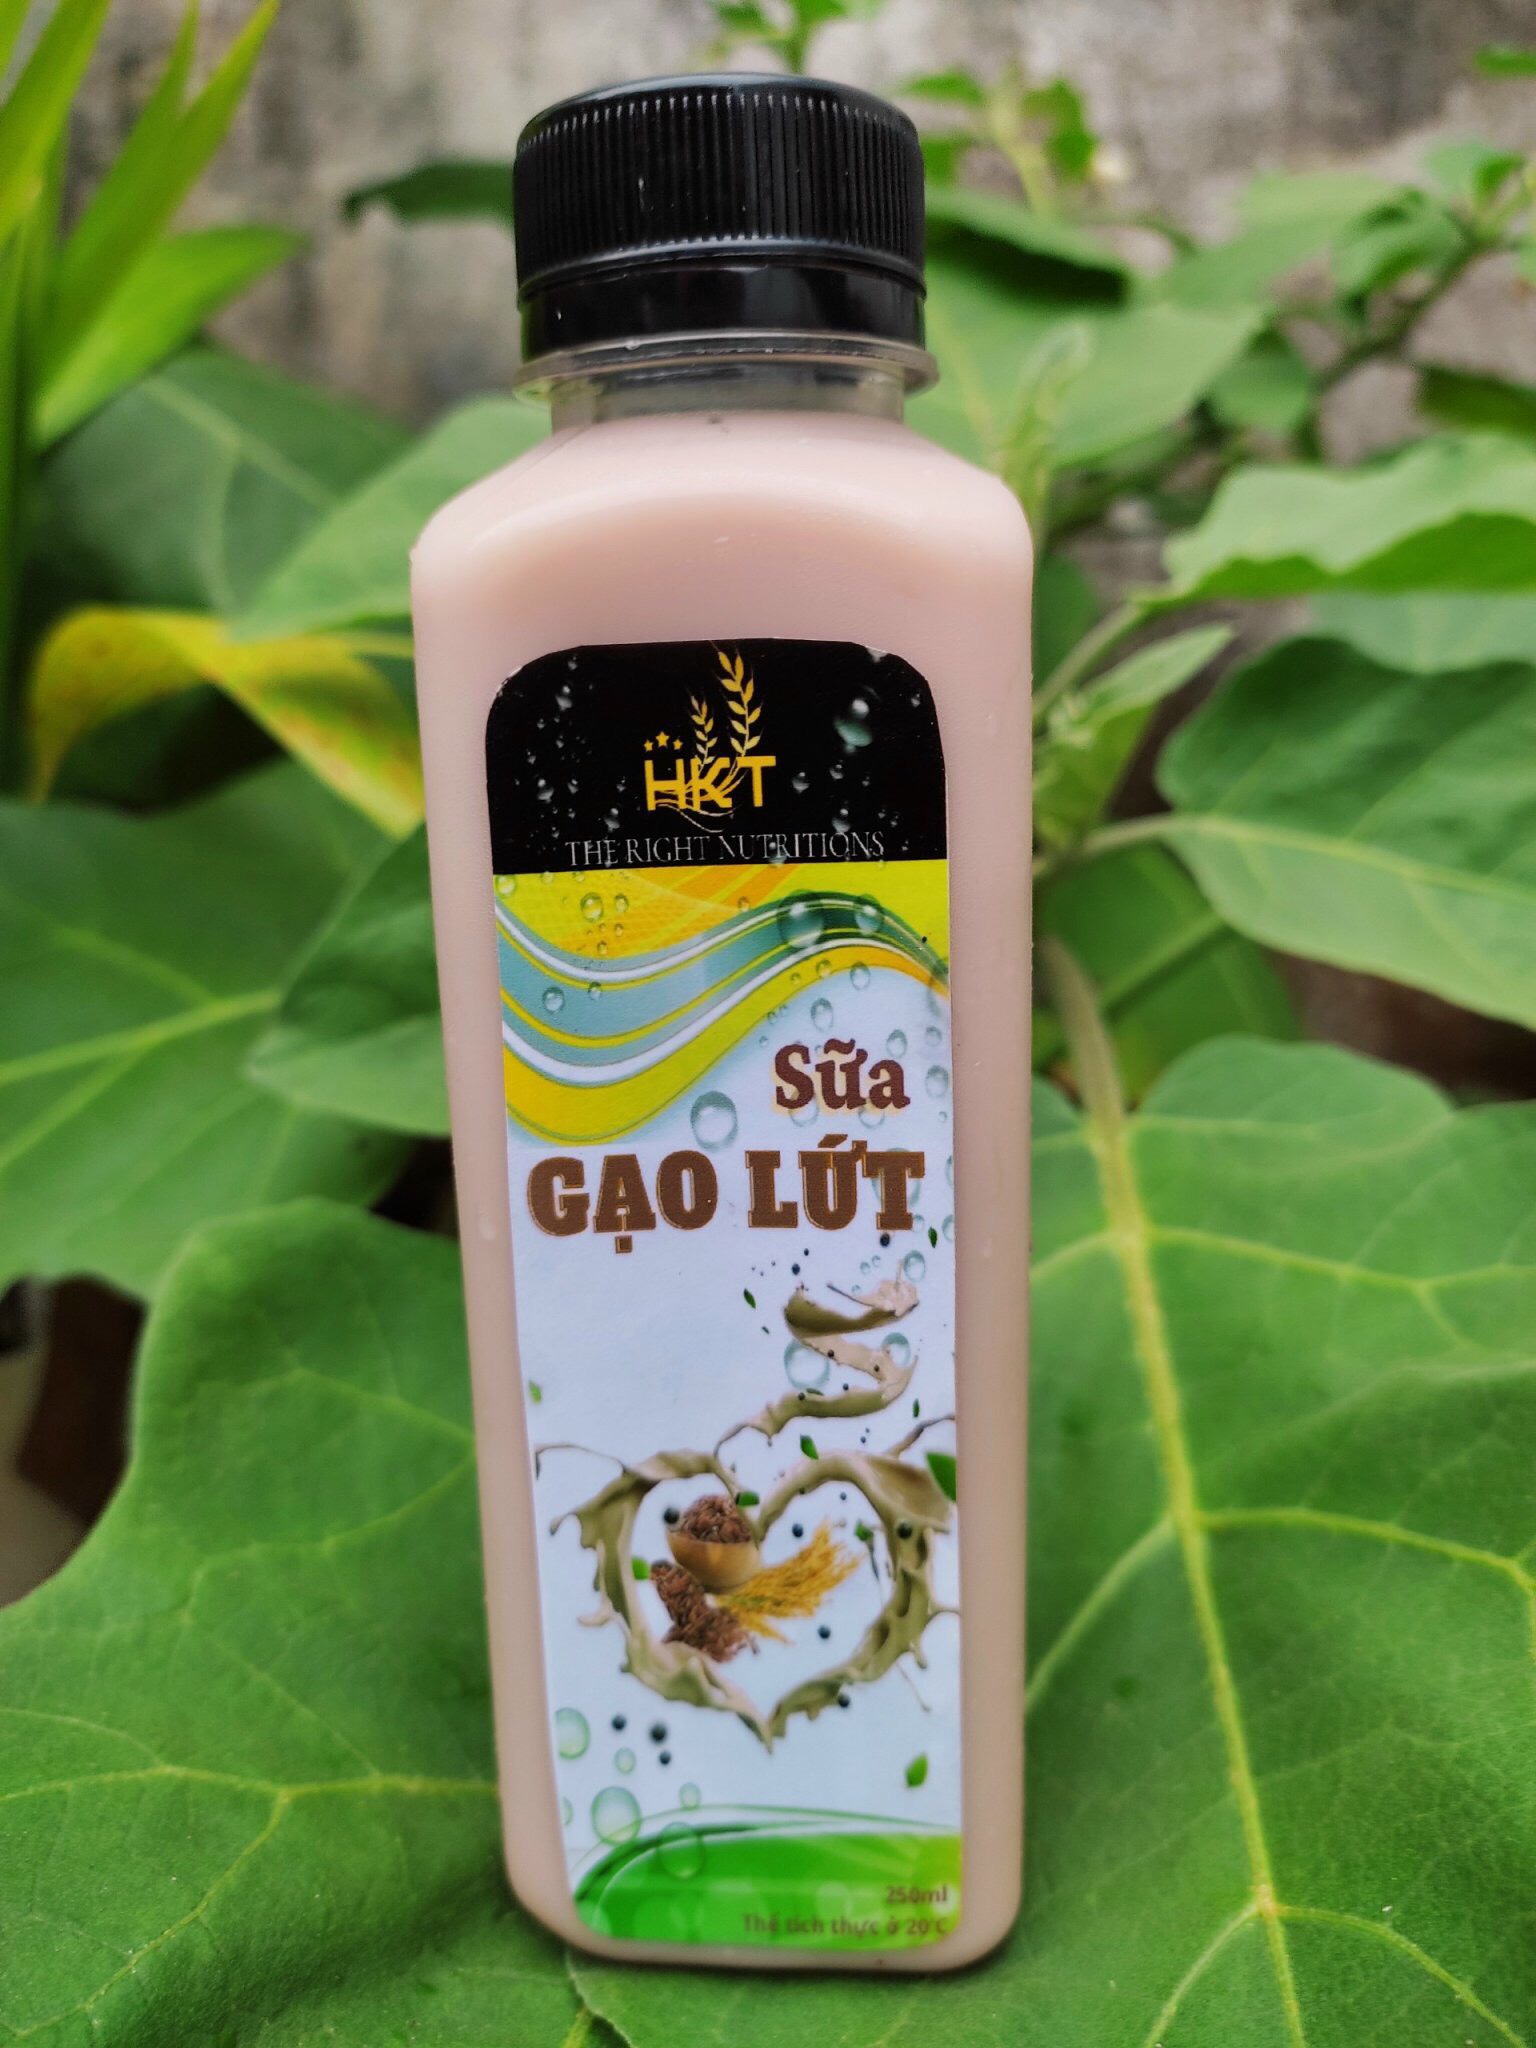 HKT
THE RIGHT NUTRITIONS
Sữa
GẠO LỨT
250ml
Thể tích thực ở 20°C